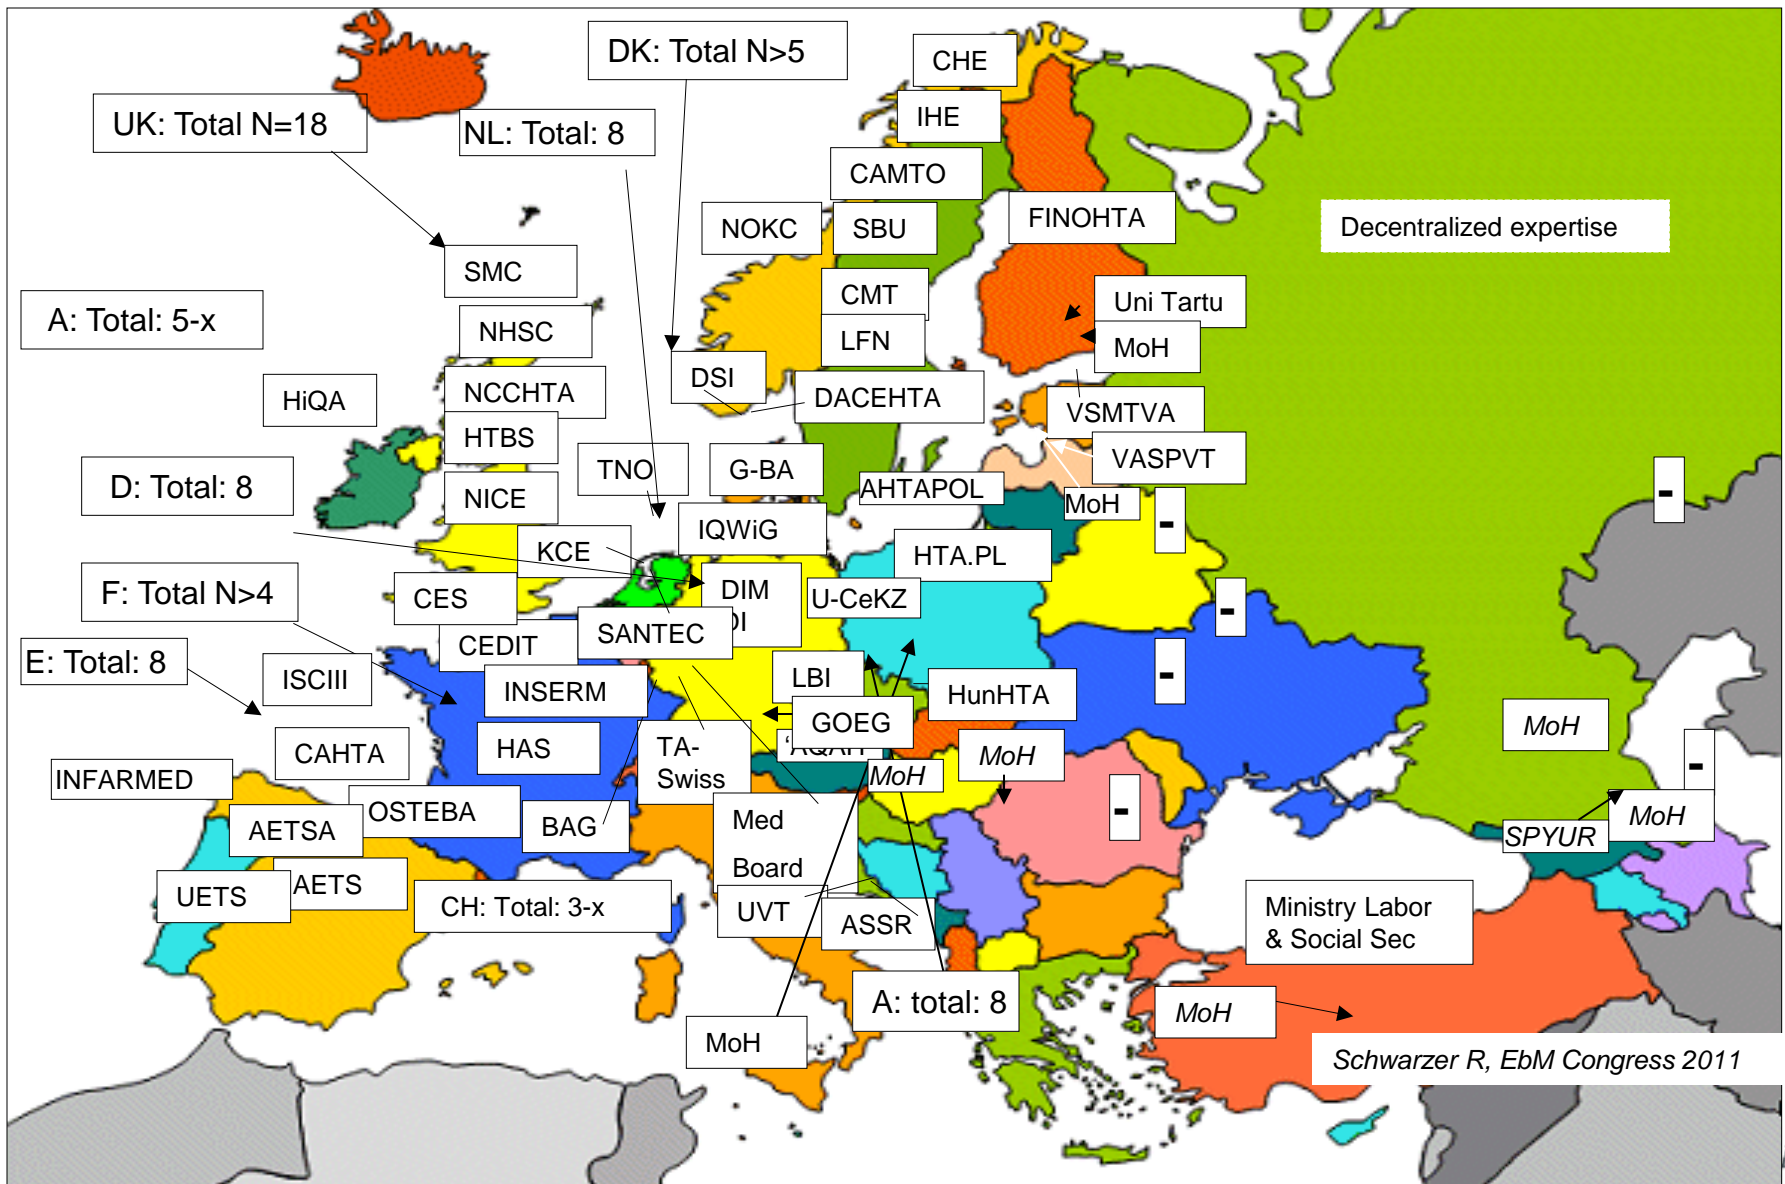 DK: Total N>5
CHE
UK: Total N=18
NL: Total: 8
IHE
CAMTO
NOKC
SBU
FINOHTA
Decentralized expertise
SMC
CMT
Uni Tartu
A: Total: 5-x
NHSC
LFN
MoH
DSI
HiQA
NCCHTA
DACEHTA
VSMTVA
HTBS
TNO
G-BA
VASPVT
D: Total: 8
NICE
AHTAPOL
MoH
-
-
IQWiG
KCE
HTA.PL
F: Total N>4
CES
DIM
DI
U-CeKZ
-
SANTEC
CEDIT
E: Total: 8
ISCIII
INSERM
LBI
HunHTA
-
GOEG
MoH
HAS
TA-
Swiss
CAHTA
MoH
MoH
-
INFARMED
OSTEBA
AETSA
BAG
Med
Board
-
SPYUR
MoH
UETS
AETS
CH: Total: 3-x
UVT
ASSR
Ministry Labor
& Social Sec
A: total: 8
MoH
MoH
Schwarzer R, EbM Congress 2011